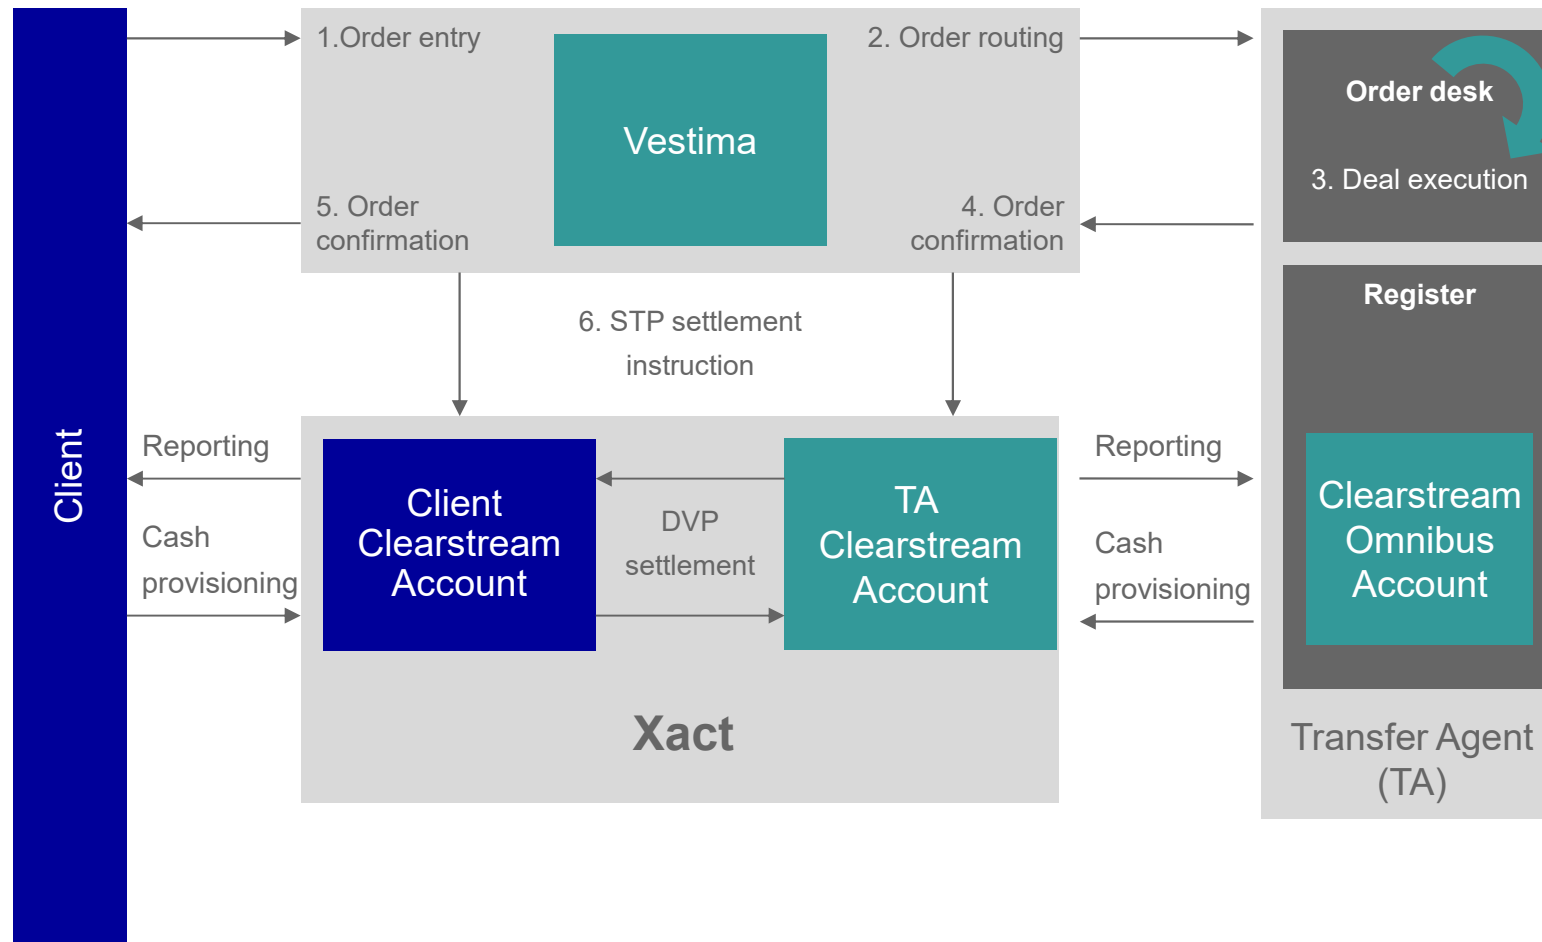 1.Order entry
2. Order routing
Vestima
Order desk
3. Deal execution
5. Order
confirmation
4. Order
confirmation
Register
6. STP settlement
instruction
Client
Reporting
Cash
provisioning
Client
Clearstream
Account
DVP
settlement
TA
Clearstream
Account
Reporting
Cash
provisioning
Clearstream
Omnibus
Account
Xact
Transfer Agent
(TA)